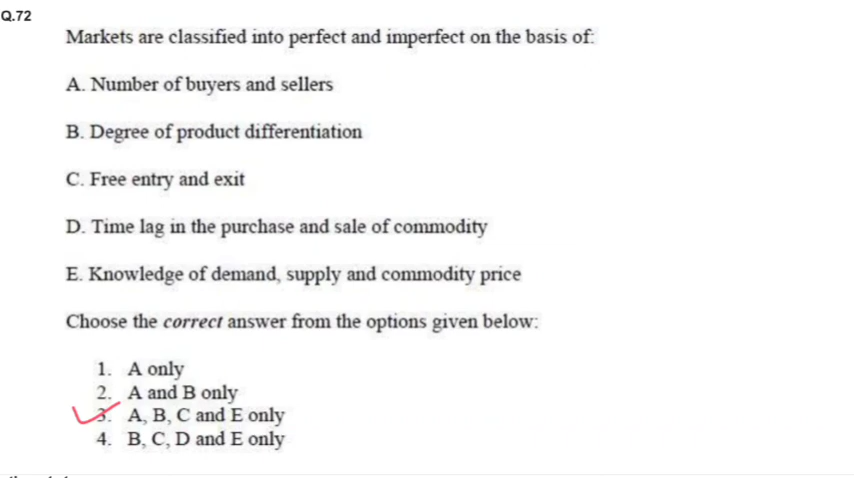 Q.72
Markets are classified into perfect and imperfect on the basis of:
A. Number of buyers and sellers
B. Degree of product differentiation
C. Free entry and exit
D. Time lag in the purchase and sale of commodity
E. Knowledge of demand, supply and commodity price
Choose the correct answer from the options given below:
1. A only
2. A and B only
3. A, B, C and E only
4. B, C, D and E only